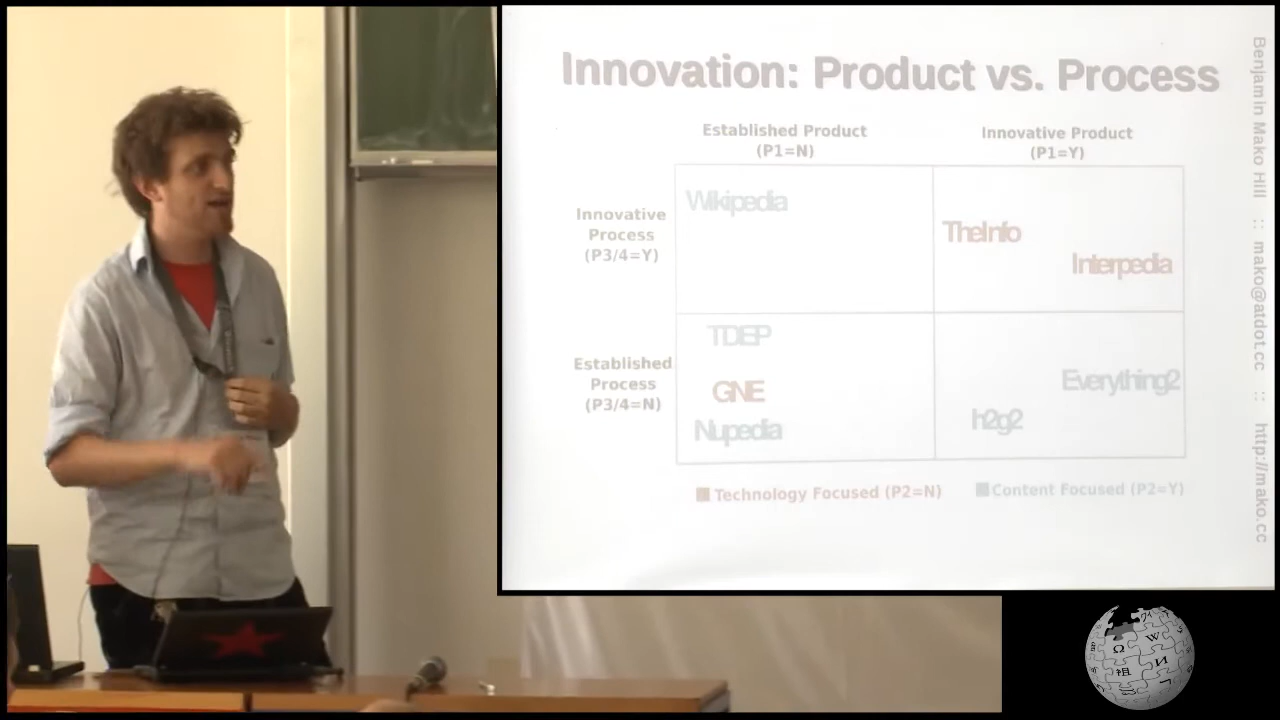 Innovation: Product vs. Process
Established Product
(P1=N)
Innovative Product
(P1=Y)
Innovative
Process
(P3/4=Y)
Wikipedia
TheInfo
Interpedia
Established
Process
(P3/4=N)
TDEP
GNE
Nupedia
Everything2
h2g2
Technology Focused (P2=N)
Content Focused (P2=Y)
Benjamin Mako Hill :: mako@atdot.cc :: http://mako.cc
Ω W И 祖